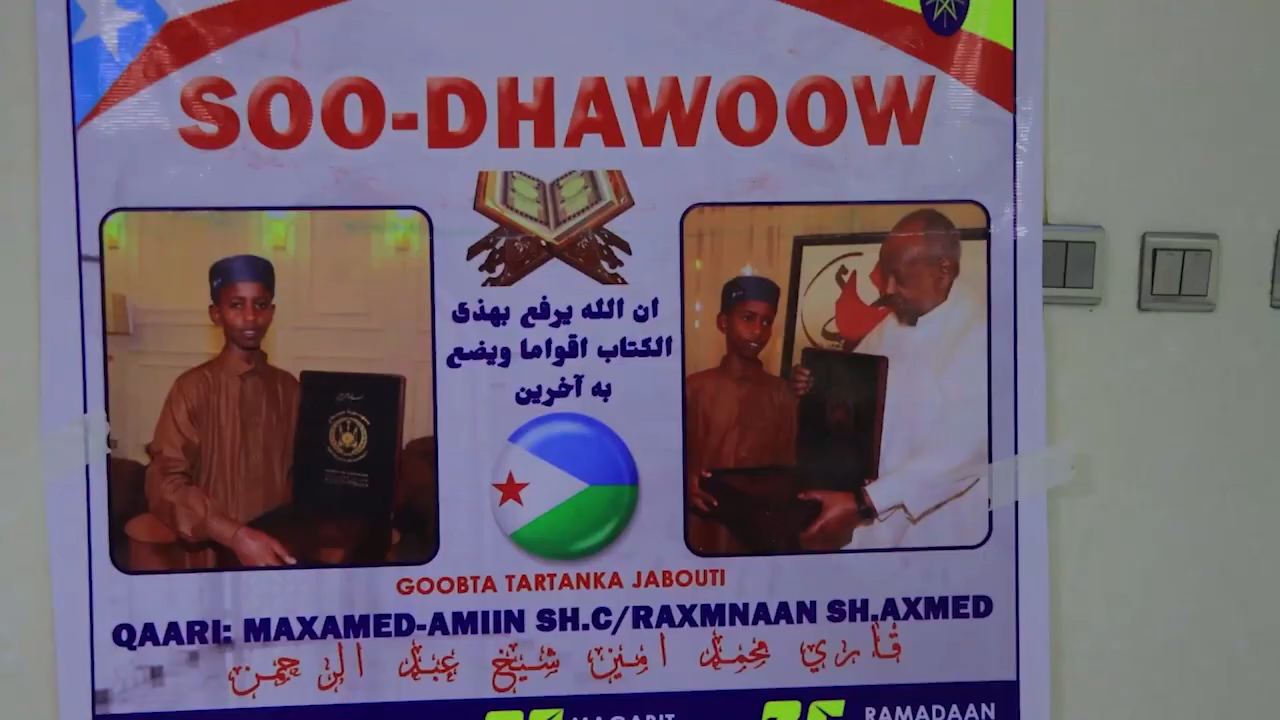 SOO-DHAWOOW
ان الله يرفع بهذى
الكتاب اقواما ويضع
به آخرين
GOOBTA TARTANKA JABOUTI
QAARI: MAXAMED-AMIIN SH.C/RAXMNAAN SH.AXMED
قاري محمد امين شيخ عبد الرحمن
RAMADAAN